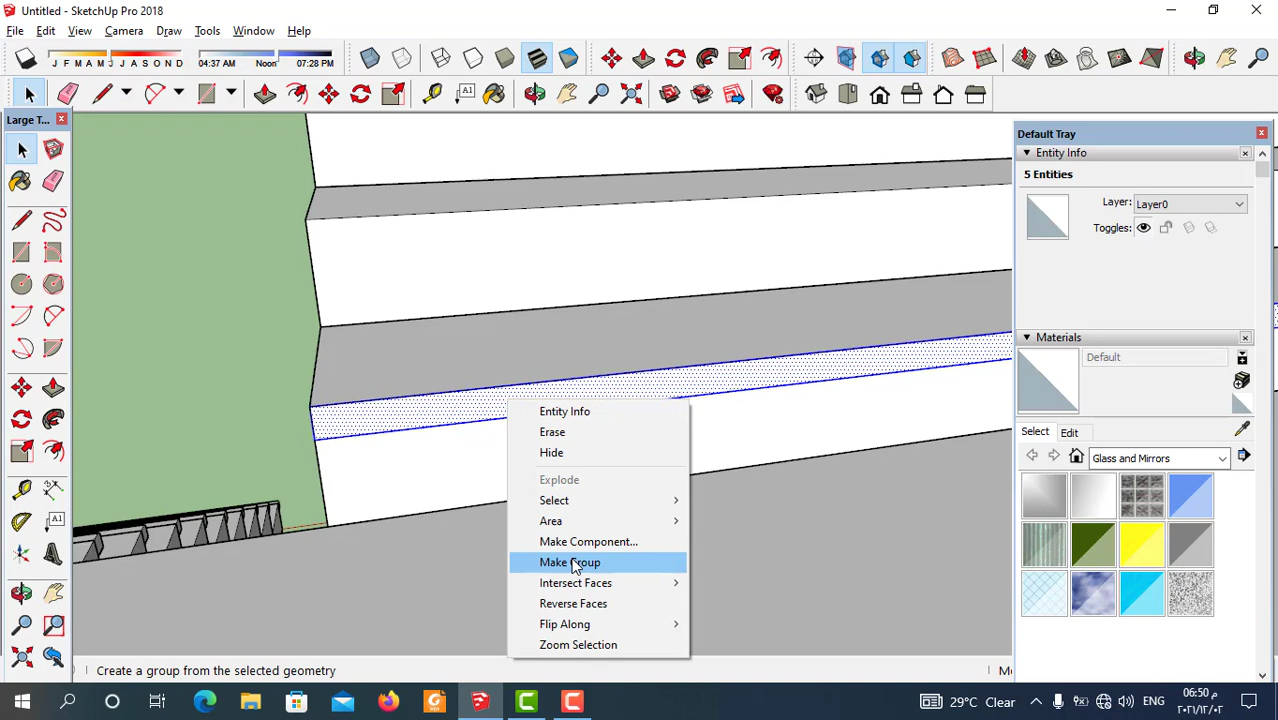 Untitled - SketchUp Pro 2018
File Edit View Camera Draw Tools Window Help
J F M A M J J A S O N D
04:37 AM Noon 07:28 PM
Large T...
Default Tray
Entity Info
5 Entities
Layer: Layer0
Toggles:
Materials
Default
Select Edit
Glass and Mirrors
Entity Info
Erase
Hide
Explode
Select
Area
Make Component...
Make Group
Intersect Faces
Reverse Faces
Flip Along
Zoom Selection
Create a group from the selected geometry
29°C Clear
ENG
06:50 م
٢٠٢١/١٢/٠٢